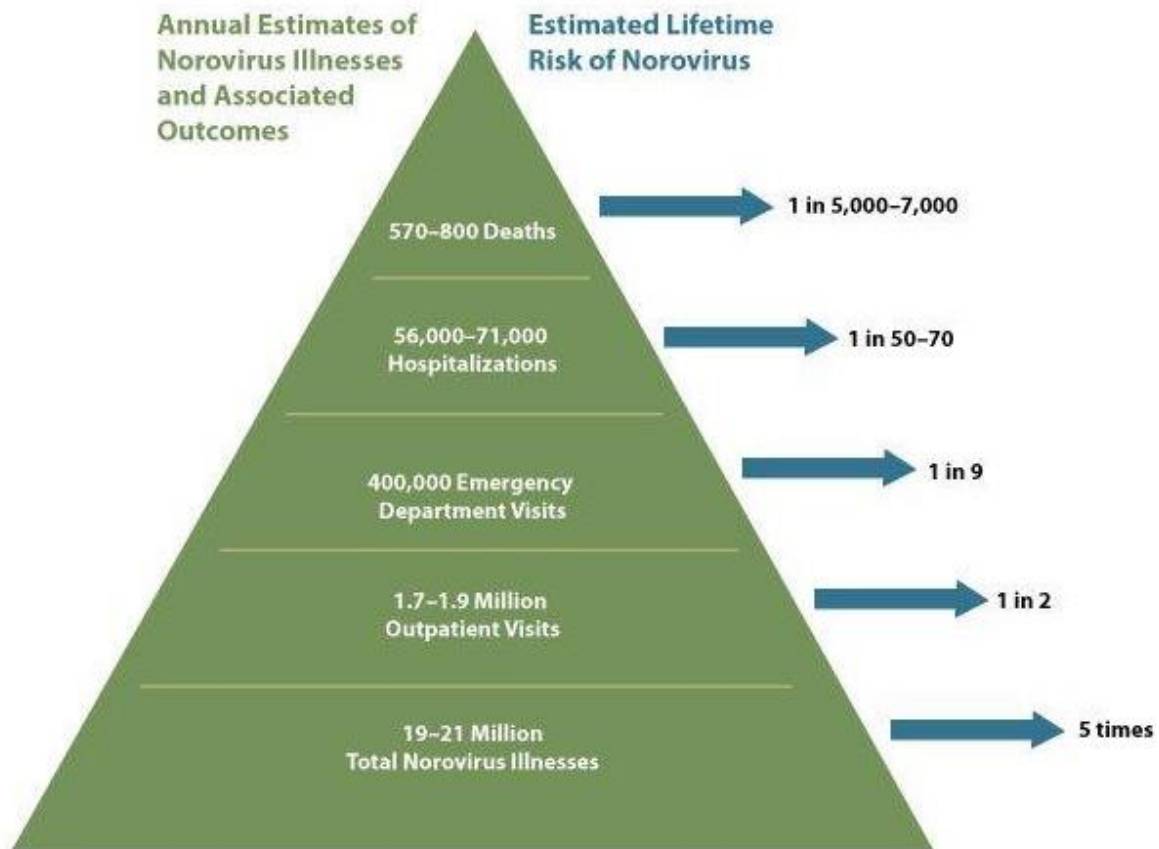 Annual Estimates of
Norovirus Illnesses
and Associated
Outcomes
Estimated Lifetime
Risk of Norovirus
570–800 Deaths
1 in 5,000–7,000
56,000–71,000
Hospitalizations
1 in 50–70
400,000 Emergency
Department Visits
1 in 9
1.7–1.9 Million
Outpatient Visits
1 in 2
19–21 Million
Total Norovirus Illnesses
5 times